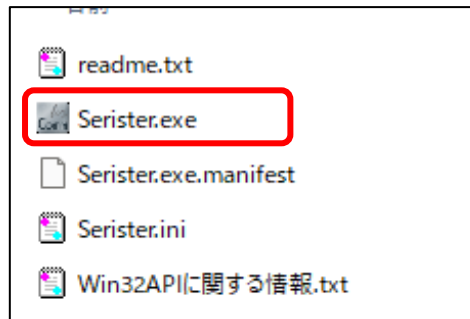 readme.txt
Serister.exe
Serister.exe.manifest
Serister.ini
Win32APIに関する情報.txt